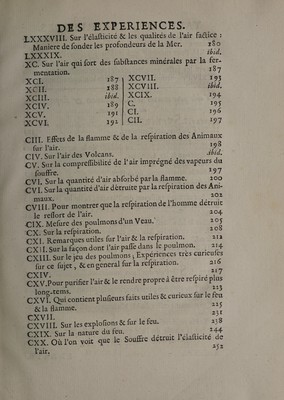 DES EXPERIENCES.
LXXXVIII. Sur l'élasticité & les qualités de l'air factice :
Maniere de sonder les profondeurs de la Mer. 180
LXXXIX. ibid.
XC. Sur l'air qui sort des substances minérales par la fer-
mentation. 187
XCI. 187
XCII. 188
XCIII. ibid.
XCIV. 189
XCV. 191
XCVI. 192
XCVII. 193
XCVIII. ibid.
XCIX. 194
C. 195
CI. 196
CII. 197
CIII. Effets de la flamme & de la respiration des Animaux
sur l'air. 198
CIV. Sur l'air des Volcans. ibid.
CV. Sur la compressibilité de l'air imprégné des vapeurs du
souffre. 197
CVI. Sur la quantité d'air absorbé par la flamme. 200
CVI. Sur la quantité d'air détruite par la respiration des Ani-
maux. 202
CVIII. Pour montrer que la respiration de l'homme détruit
le ressort de l'air. 204
CIX. Mesure des poulmons d'un Veau. 205
CX. Sur la respiration. 208
CXI. Remarques utiles sur l'air & la respiration. 212
CXII. Sur la façon dont l'air passe dans le poulmon. 214
CXIII. Sur le jeu des poulmons ; Expériences très curieuses
sur ce sujet, & en general sur la respiration. 216
CXIV. 217
CXV. Pour purifier l'air & le rendre propre à être respiré plus
long-tems. 223
CXVI. Qui contient plusieurs faits utiles & curieux sur le feu
& la flamme. 225
CXVII. 231
CXVIII. Sur les explosions & sur le feu. 238
CXIX. Sur la nature du feu. 244
CXX. Où l'on voit que le Souffre détruit l'élasticité de
l'air. 252